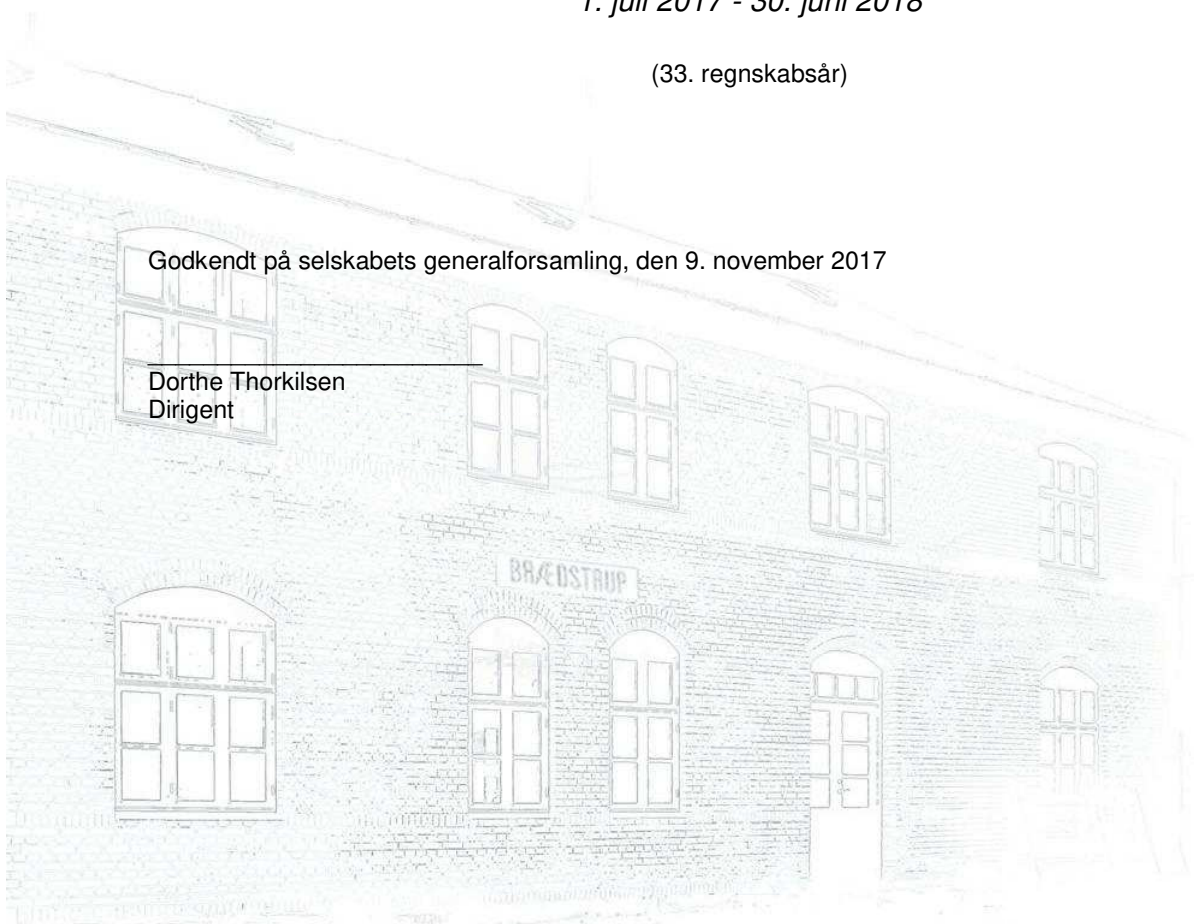 1. juli 2017 - 30. juni 2018
(33. regnskabsår)
Godkendt på selskabets generalforsamling, den 9. november 2017
Dorthe Thorkilsen
Dirigent
BRÆDSTRUP